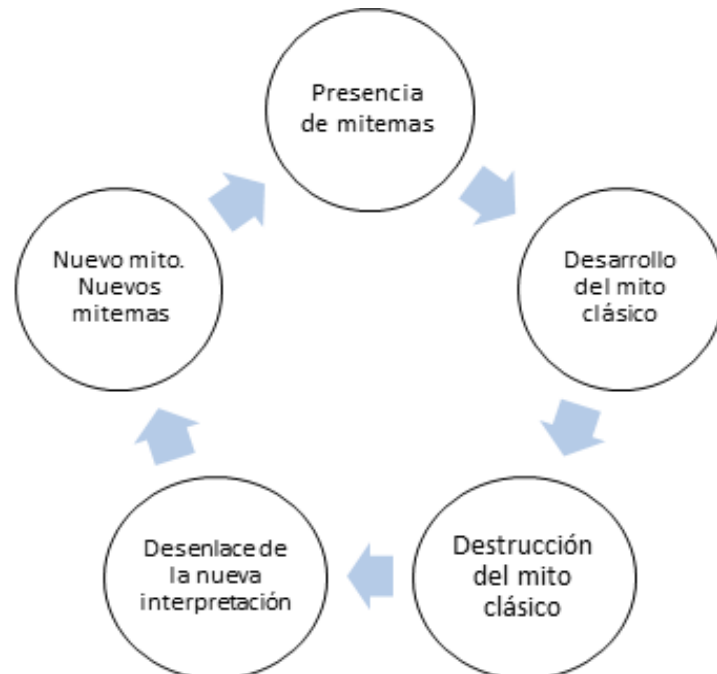 Presencia
de mitemas
Desarrollo
del mito
clásico
Destrucción
del mito
clásico
Desenlace de
la nueva
interpretación
Nuevo mito.
Nuevos
mitemas